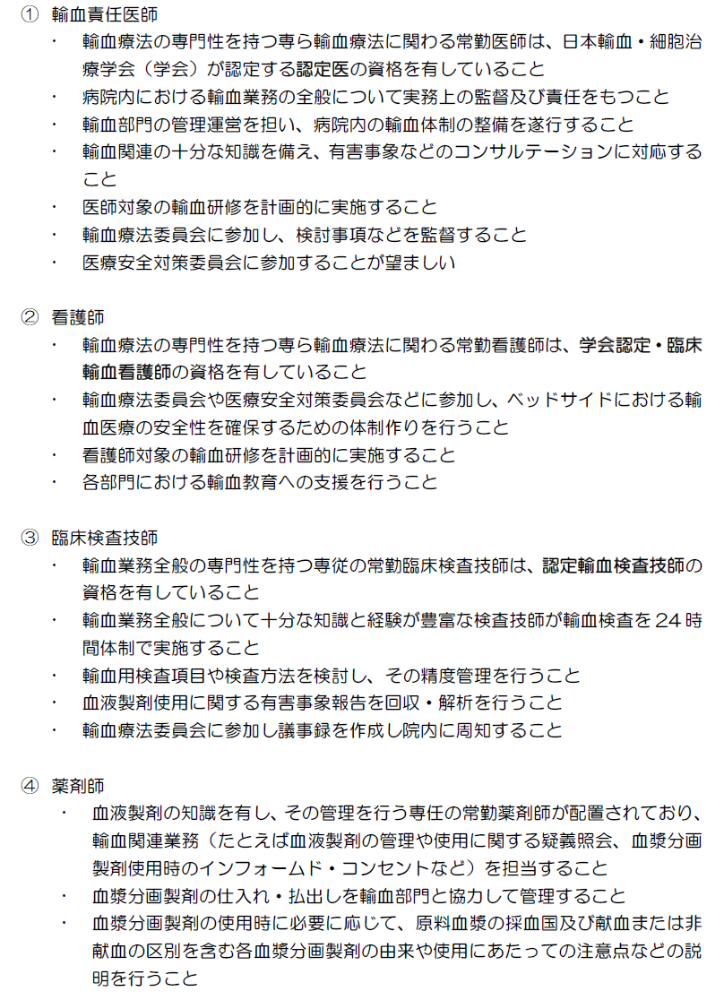 ① 輸血責任医師
・ 輸血療法の専門性を持つ専ら輸血療法に関わる常勤医師は、日本輸血・細胞治
療学会（学会）が認定する認定医の資格を有していること
・ 病院内における輸血業務の全般について実務上の監督及び責任をもつこと
・ 輸血部門の管理運営を担い、病院内の輸血体制の整備を遂行すること
・ 輸血関連の十分な知識を備え、有害事象などのコンサルテーションに対応する
こと
・ 医師対象の輸血研修を計画的に実施すること
・ 輸血療法委員会に参加し、検討事項などを監督すること
・ 医療安全対策委員会に参加することが望ましい
② 看護師
・ 輸血療法の専門性を持つ専ら輸血療法に関わる常勤看護師は、学会認定・臨床
輸血看護師の資格を有していること
・ 輸血療法委員会や医療安全対策委員会などに参加し、ベッドサイドにおける輸
血医療の安全性を確保するための体制作りを行うこと
・ 看護師対象の輸血研修を計画的に実施すること
・ 各部門における輸血教育への支援を行うこと
③ 臨床検査技師
・ 輸血業務全般の専門性を持つ専従の常勤臨床検査技師は、認定輸血検査技師の
資格を有していること
・ 輸血業務全般について十分な知識と経験が豊富な検査技師が輸血検査を 24 時
間体制で実施すること
・ 輸血用検査項目や検査方法を検討し、その精度管理を行うこと
・ 血液製剤使用に関する有害事象報告を回収・解析を行うこと
・ 輸血療法委員会に参加し議事録を作成し院内に周知すること
④ 薬剤師
・ 血液製剤の知識を有し、その管理を行う専任の常勤薬剤師が配置されており、
輸血関連業務（たとえば血液製剤の管理や使用に関する疑義照会、血漿分画
製剤使用時のインフォームド・コンセントなど）を担当すること
・ 血漿分画製剤の仕入れ・払出しを輸血部門と協力して管理すること
・ 血漿分画製剤の使用時に必要に応じて、原料血漿の採血国及び献血または非
献血の区別を含む各血漿分画製剤の由来や使用にあたっての注意点などの説
明を行うこと